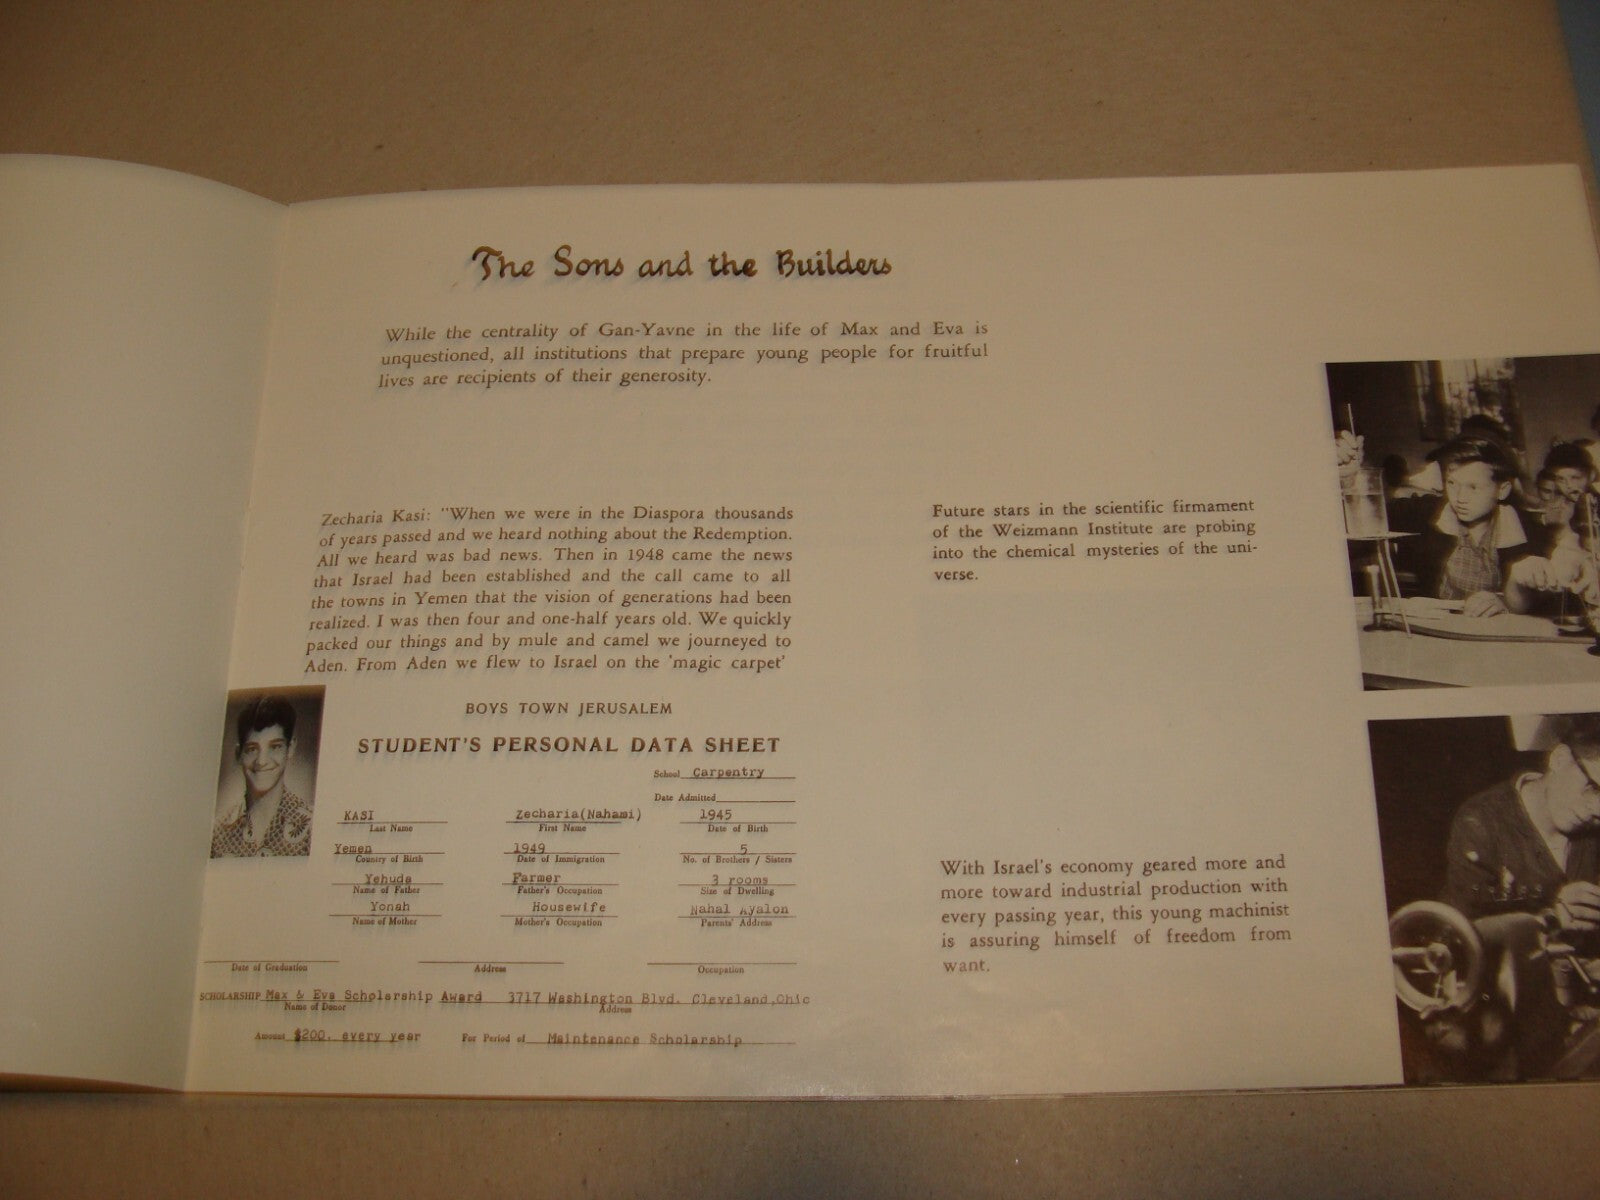 The Sons and the Builders
While the centrality of Gan-Yavne in the life of Max and Eva is
unquestioned, all institutions that prepare young people for fruitful
lives are recipients of their generosity.
Zecharia Kasi: "When we were in the Diaspora thousands
of years passed and we heard nothing about the Redemption.
All we heard was bad news. Then in 1948 came the news
that Israel had been established and the call came to all
the towns in Yemen that the vision of generations had been
realized. I was then four and one-half years old. We quickly
packed our things and by mule and camel we journeyed to
Aden. From Aden we flew to Israel on the 'magic carpet'
BOYS TOWN JERUSALEM
STUDENT'S PERSONAL DATA SHEET
School Carpentry
Date Admitted
KASI Zecharia(Nahami) 1945
Last Name First Name Date of Birth
Yemen 1949 5
Country of Birth Date of Immigration No. of Brothers / Sisters
Yehuda Farmer 3 rooms
Name of Father Father's Occupation Size of Dwelling
Yonah Housewife Nahal Ayalon
Name of Mother Mother's Occupation Parents' Address
Date of Graduation Address Occupation
SCHOLARSHIP Max & Eva Scholarship Award 3717 Washington Blvd. Cleveland,Ohio
Name of Donor Address
Amount $200. every year For Period of Maintenance Scholarship
Future stars in the scientific firmament
of the Weizmann Institute are probing
into the chemical mysteries of the uni-
verse.
With Israel's economy geared more and
more toward industrial production with
every passing year, this young machinist
is assuring himself of freedom from
want.